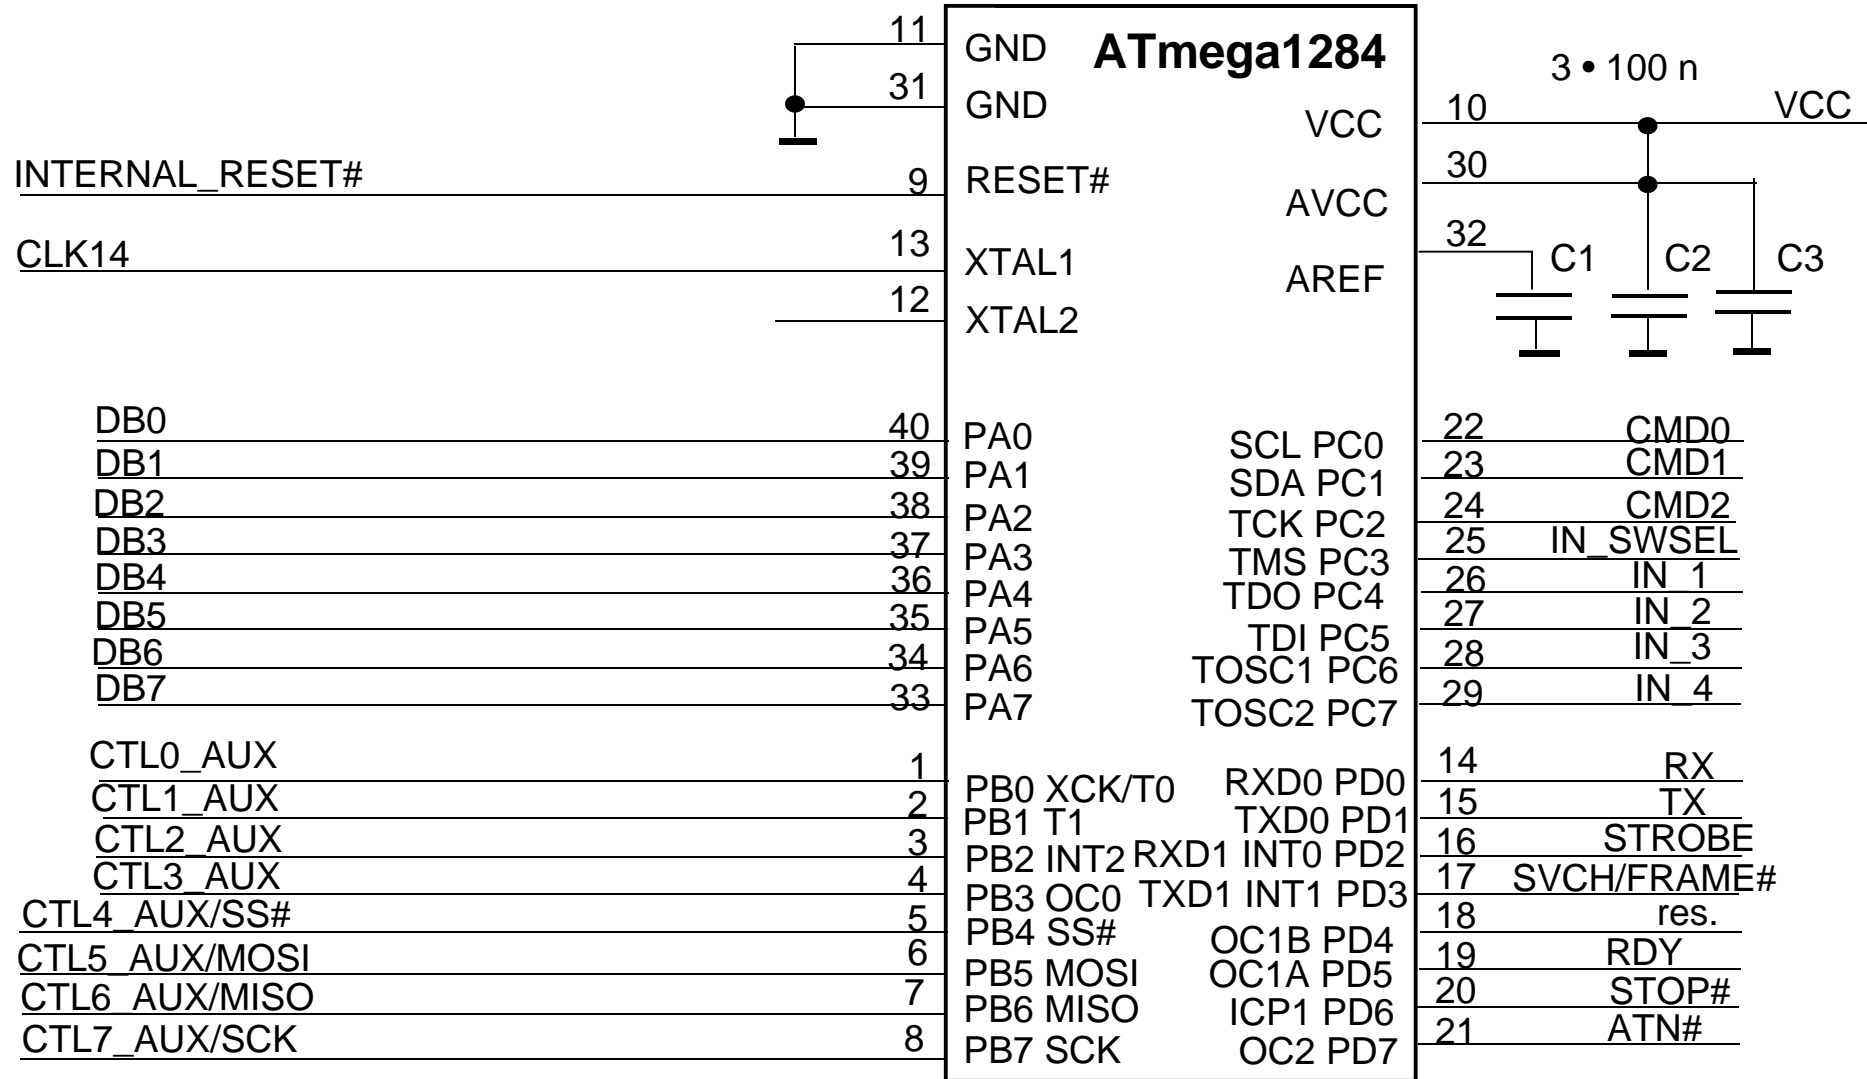 11 GND ATmega1284
3 • 100 n
31 GND
VCC 10 VCC
INTERNAL_RESET# 9 RESET#
AVCC 30
CLK14 13 XTAL1
AREF 32 C1 C2 C3
12 XTAL2
DB0 40 PA0 SCL PC0 22 CMD0
DB1 39 PA1 SDA PC1 23 CMD1
DB2 38 PA2 TCK PC2 24 CMD2
DB3 37 PA3 TMS PC3 25 IN_SWSEL
DB4 36 PA4 TDO PC4 26 IN_1
DB5 35 PA5 TDI PC5 27 IN_2
DB6 34 PA6 TOSC1 PC6 28 IN_3
DB7 33 PA7 TOSC2 PC7 29 IN_4
CTL0_AUX 1 PB0 XCK/T0 RXD0 PD0 14 RX
CTL1_AUX 2 PB1 T1 TXD0 PD1 15 TX
CTL2_AUX 3 PB2 INT2 RXD1 INT0 PD2 16 STROBE
CTL3_AUX 4 PB3 OC0 TXD1 INT1 PD3 17 SVCH/FRAME#
CTL4_AUX/SS# 5 PB4 SS# OC1B PD4 18 res.
CTL5_AUX/MOSI 6 PB5 MOSI OC1A PD5 19 RDY
CTL6_AUX/MISO 7 PB6 MISO ICP1 PD6 20 STOP#
CTL7_AUX/SCK 8 PB7 SCK OC2 PD7 21 ATN#